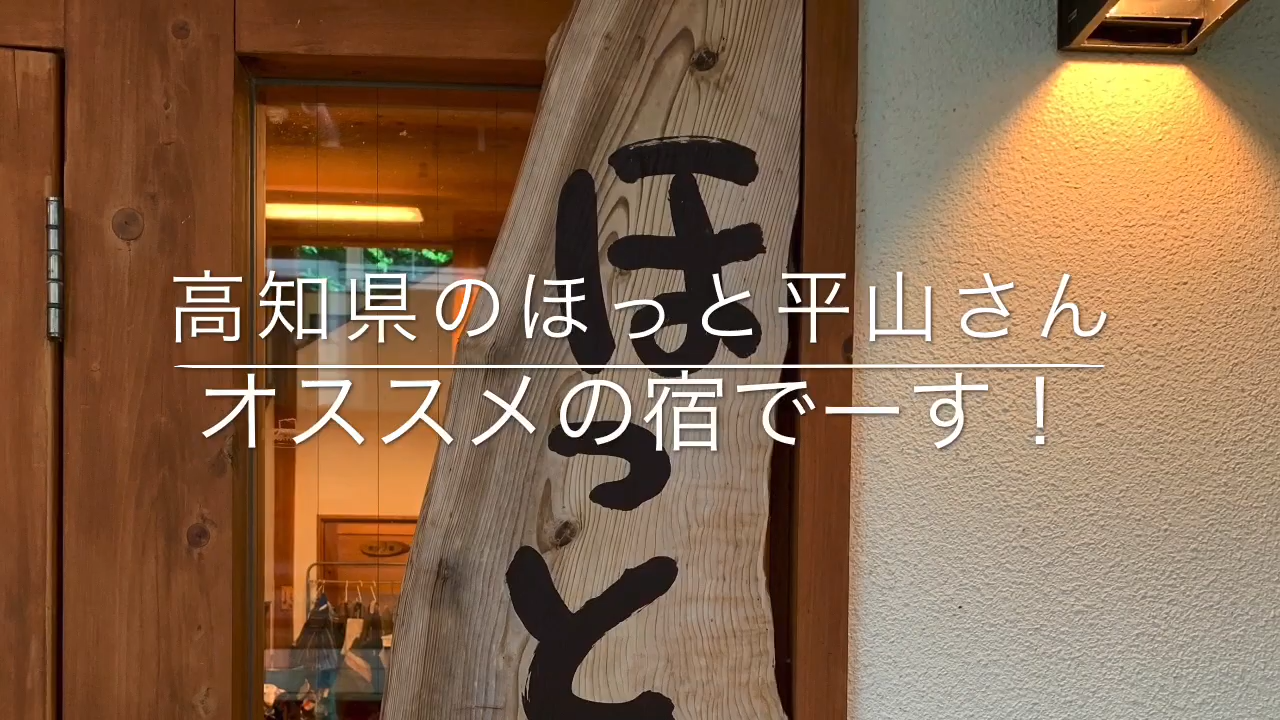 高知県のほっと平山さん
オススメの宿でーす！
ほっと